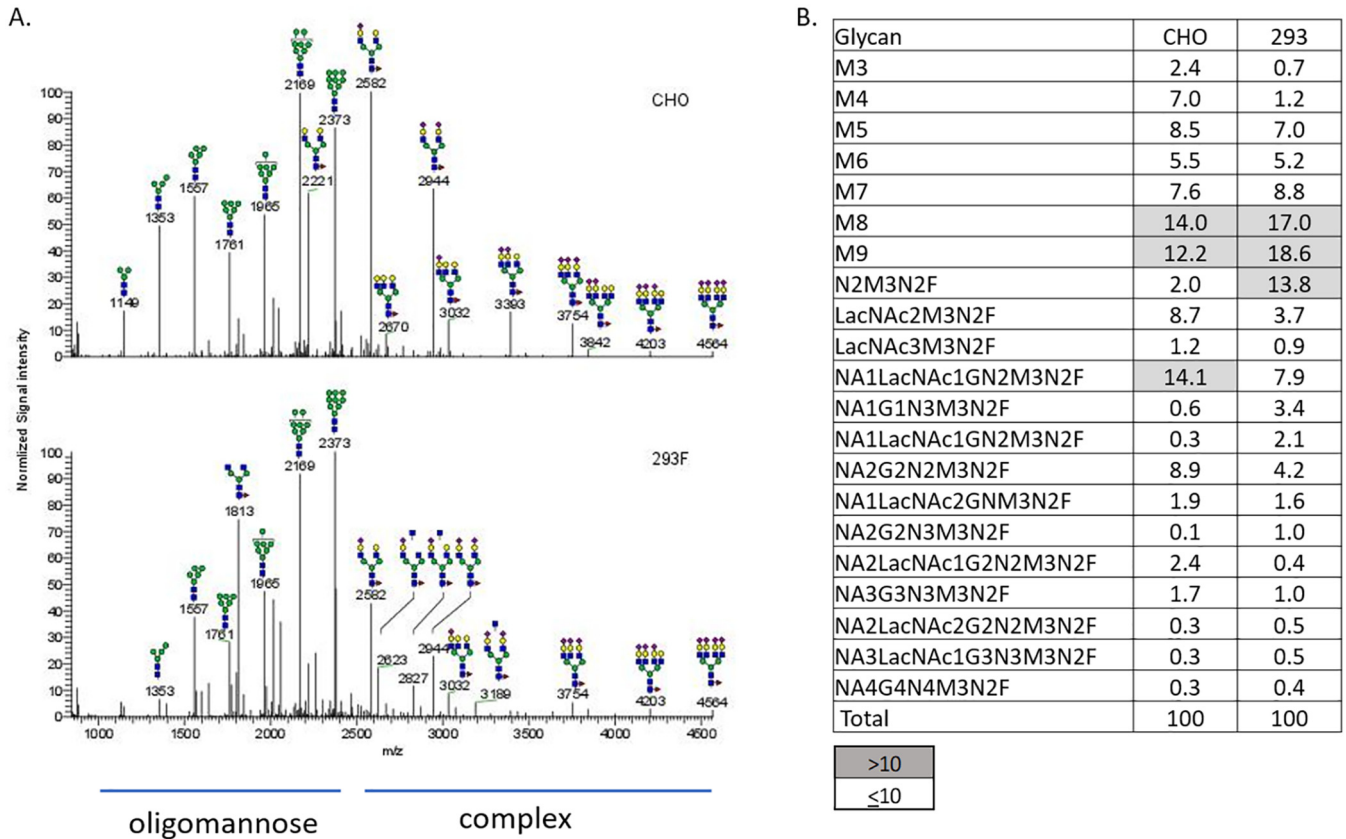 A.
B.
Normlized Signal intensity
CHO
100
90
80
70
60
50
40
30
20
10
0
1149
1353
1557
1761
1965
2169
2221
2373
2582
2670
2944
3032
3393
3754
3842
4203
4564
293F
100
90
80
70
60
50
40
30
20
10
0
1353
1557
1761
1813
1965
2169
2373
2582
2623
2827
2944
3032
3189
3754
4203
4564
1000 1500 2000 2500 3000 3500 4000 4500
m/z
oligomannose complex
Glycan CHO 293
M3 2.4 0.7
M4 7.0 1.2
M5 8.5 7.0
M6 5.5 5.2
M7 7.6 8.8
M8 14.0 17.0
M9 12.2 18.6
N2M3N2F 2.0 13.8
LacNAc2M3N2F 8.7 3.7
LacNAc3M3N2F 1.2 0.9
NA1LacNAc1GN2M3N2F 14.1 7.9
NA1G1N3M3N2F 0.6 3.4
NA1LacNAc1GN2M3N2F 0.3 2.1
NA2G2N2M3N2F 8.9 4.2
NA1LacNAc2GNM3N2F 1.9 1.6
NA2G2N3M3N2F 0.1 1.0
NA2LacNAc1G2N2M3N2F 2.4 0.4
NA3G3N3M3N2F 1.7 1.0
NA2LacNAc2G2N2M3N2F 0.3 0.5
NA3LacNAc1G3N3M3N2F 0.3 0.5
NA4G4N4M3N2F 0.3 0.4
Total 100 100
>10
≤10